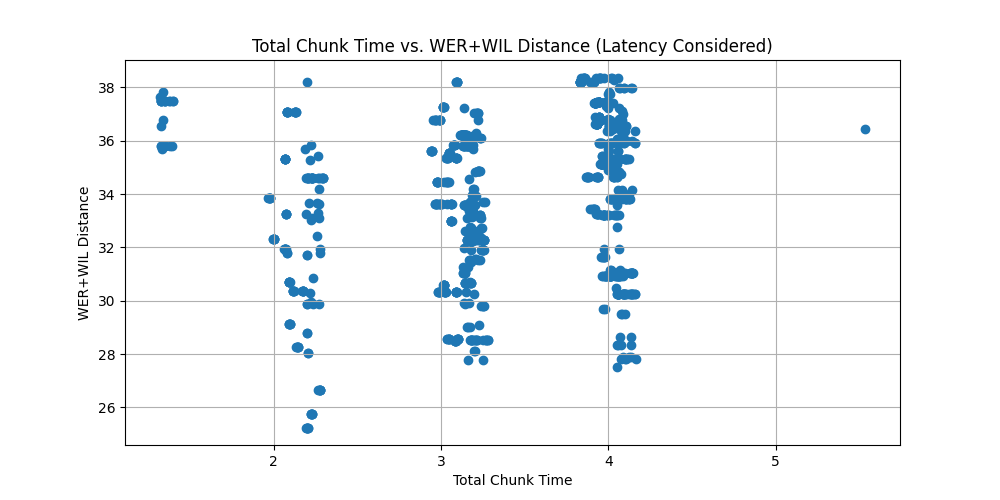 Total Chunk Time vs. WER+WIL Distance (Latency Considered)
WER+WIL Distance
38
36
34
32
30
28
26
2 3 4 5
Total Chunk Time